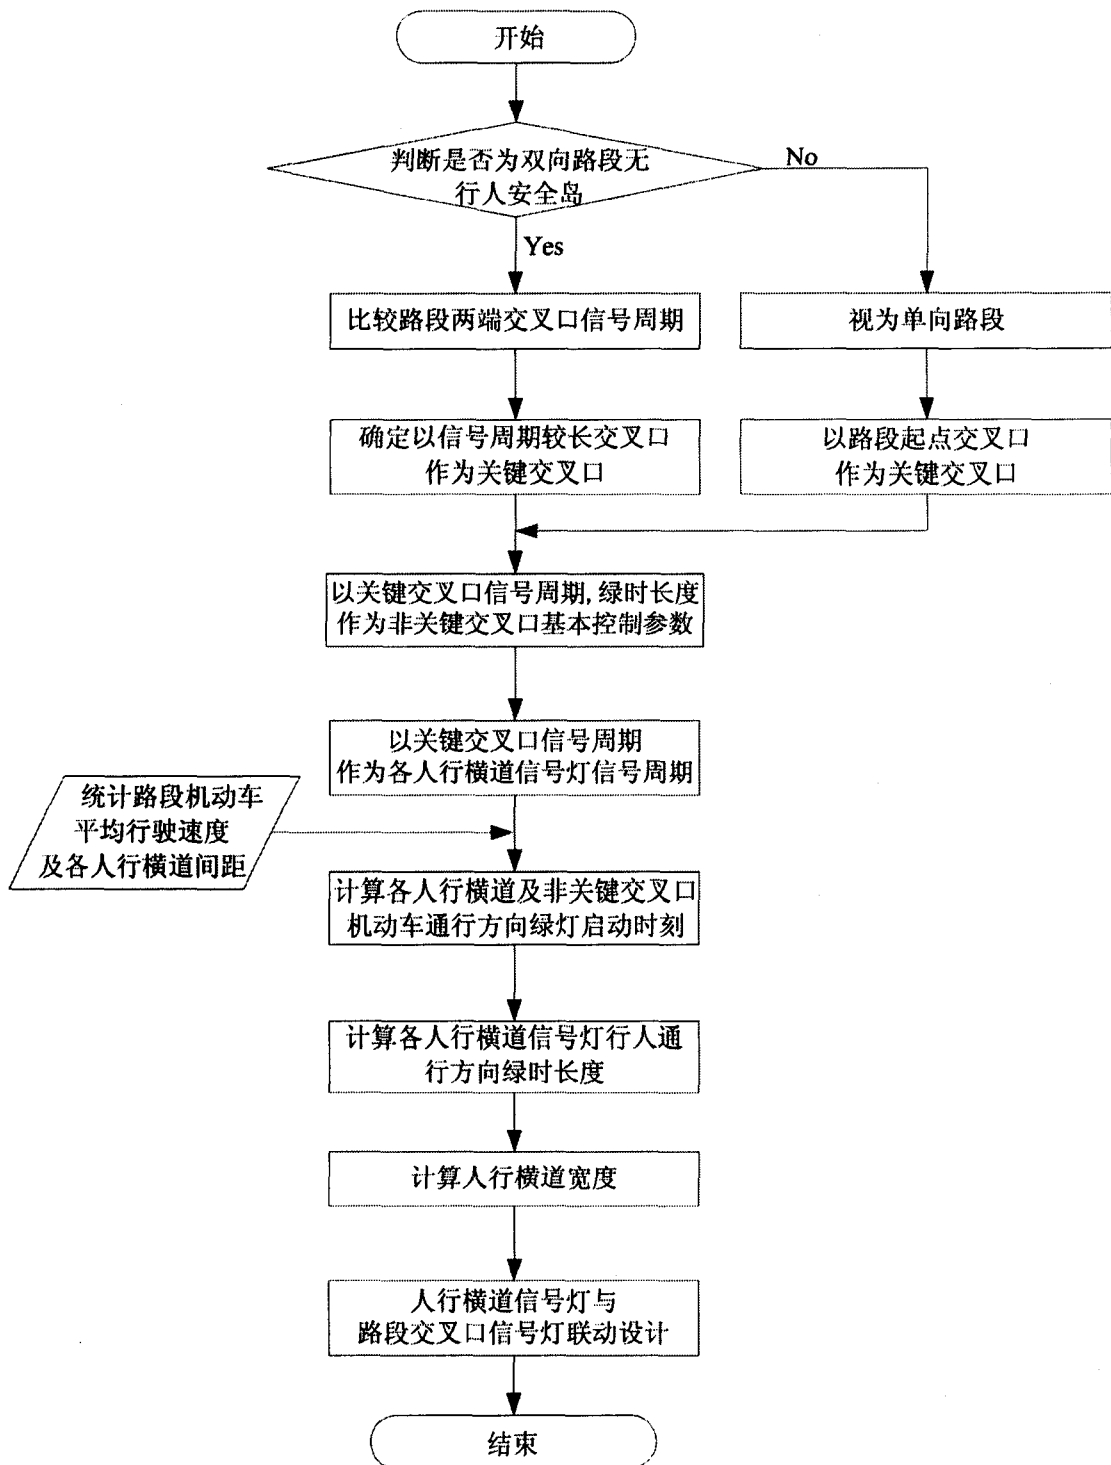 开始
判断是否为双向路段无
行人安全岛
No
Yes
比较路段两端交叉口信号周期
视为单向路段
确定以信号周期较长交叉口
作为关键交叉口
以路段起点交叉口
作为关键交叉口
以关键交叉口信号周期,绿时长度
作为非关键交叉口基本控制参数
以关键交叉口信号周期
作为各人行横道信号灯信号周期
统计路段机动车
平均行驶速度
及各人行横道间距
计算各人行横道及非关键交叉口
机动车通行方向绿灯启动时刻
计算各人行横道信号灯行人通
行方向绿时长度
计算人行横道宽度
人行横道信号灯与
路段交叉口信号灯联动设计
结束